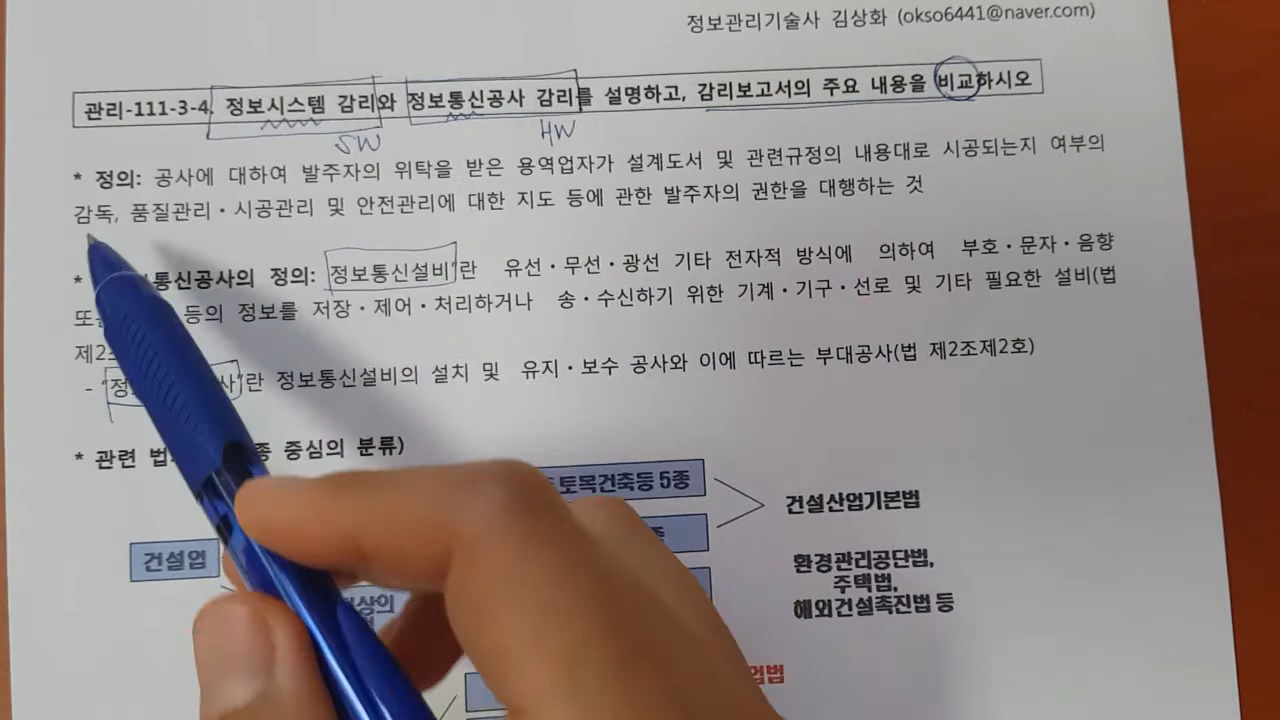 정보관리기술사 김상화 (okso6441@naver.com)
관리-111-3-4. 정보시스템 감리와 정보통신공사 감리를 설명하고, 감리보고서의 주요 내용을 비교하시오
SW HW
* 정의: 공사에 대하여 발주자의 위탁을 받은 용역업자가 설계도서 및 관련규정의 내용대로 시공되는지 여부의
감독, 품질관리・시공관리 및 안전관리에 대한 지도 등에 관한 발주자의 권한을 대행하는 것
* 통신공사의 정의: 정보통신설비'란 유선・무선・광선 기타 전자적 방식에 의하여 부호・문자・음향
등의 정보를 저장・제어・처리하거나 송・수신하기 위한 기계・기구・선로 및 기타 필요한 설비(법
제2
- "정 사"란 정보통신설비의 설치 및 유지・보수 공사와 이에 따르는 부대공사(법 제2조제2호)
* 관련 법 중심의 분류)
토목건축등 5종
건설산업기본법
건설업
환경관리공단법,
주택법,
해외건설촉진법 등